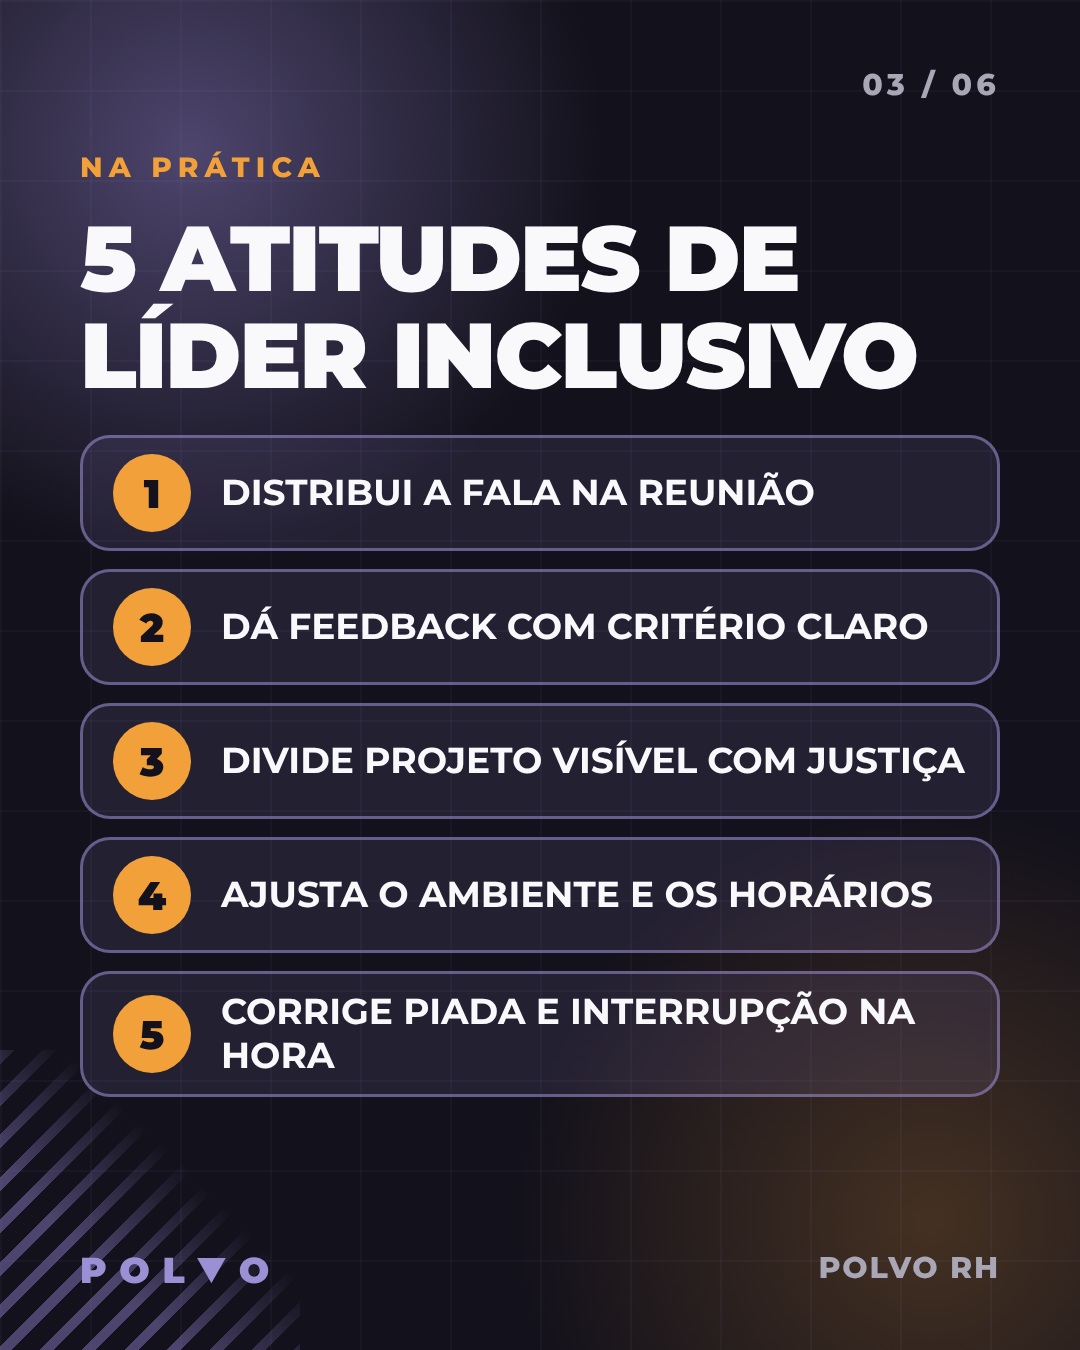 03 / 06
NA PRÁTICA
5 ATITUDES DE
LÍDER INCLUSIVO
1 DISTRIBUI A FALA NA REUNIÃO
2 DÁ FEEDBACK COM CRITÉRIO CLARO
3 DIVIDE PROJETO VISÍVEL COM JUSTIÇA
4 AJUSTA O AMBIENTE E OS HORÁRIOS
5 CORRIGE PIADA E INTERRUPÇÃO NA
HORA
POLVO
POLVO RH